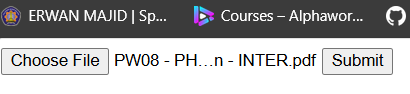 ERWAN MAJID | Sp... Courses – Alphawor...
Choose File PW08 - PH...n - INTER.pdf Submit